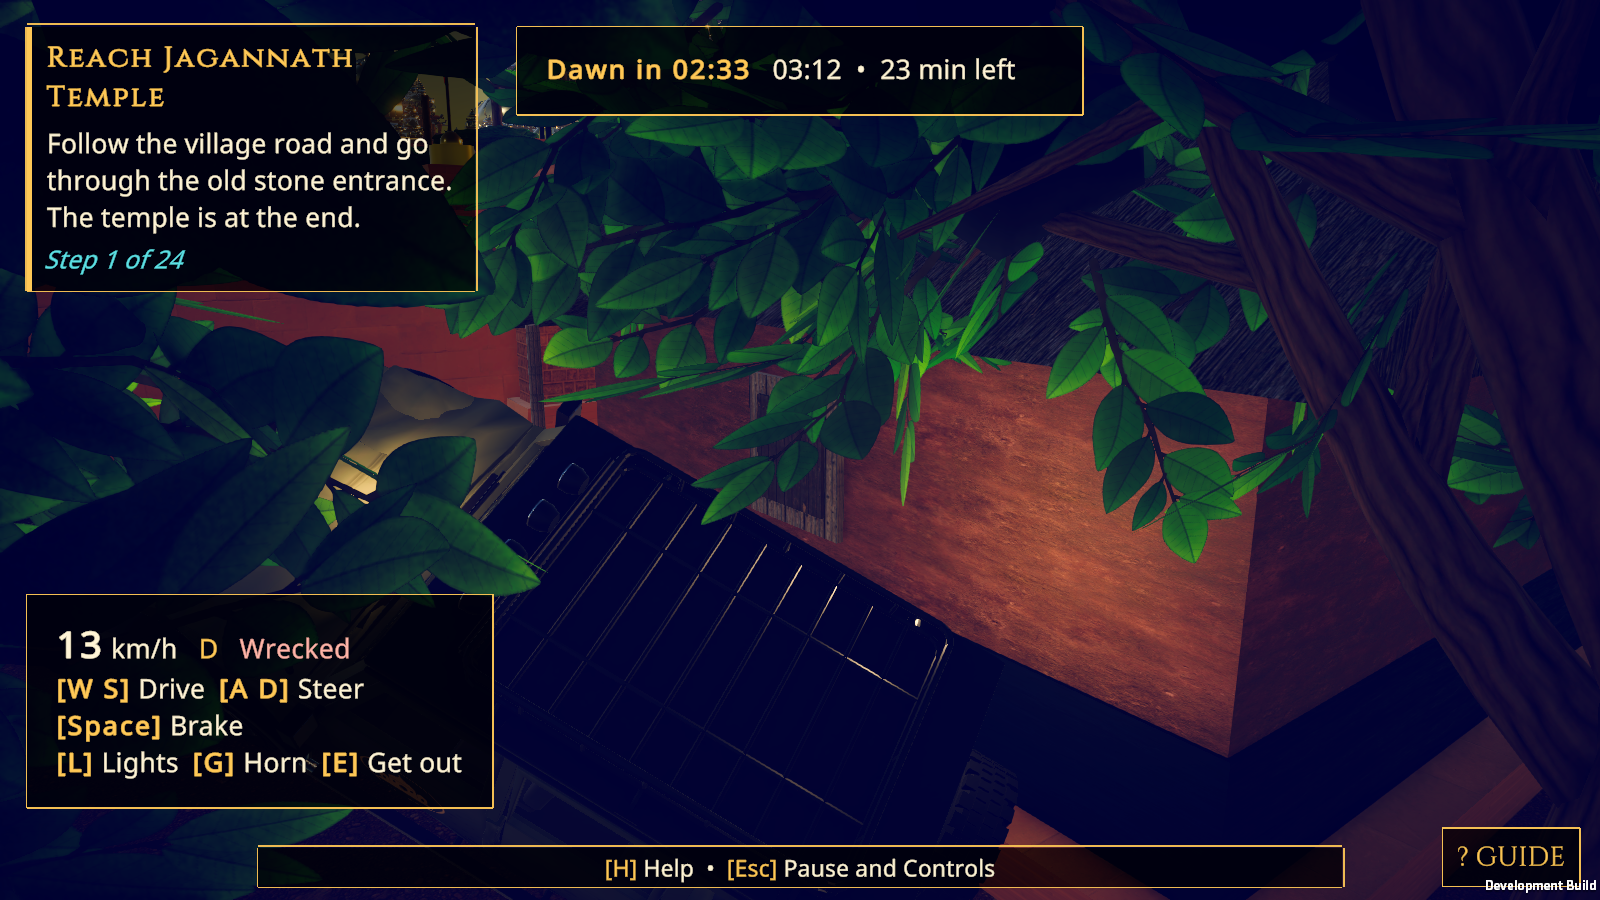 Reach Jagannath
Temple
Follow the village road and go
through the old stone entrance.
The temple is at the end.
Step 1 of 24
Dawn in 02:33 03:12 • 23 min left
13 km/h D Wrecked
[W S] Drive [A D] Steer
[Space] Brake
[L] Lights [G] Horn [E] Get out
[H] Help • [Esc] Pause and Controls
? GUIDE
Development Build